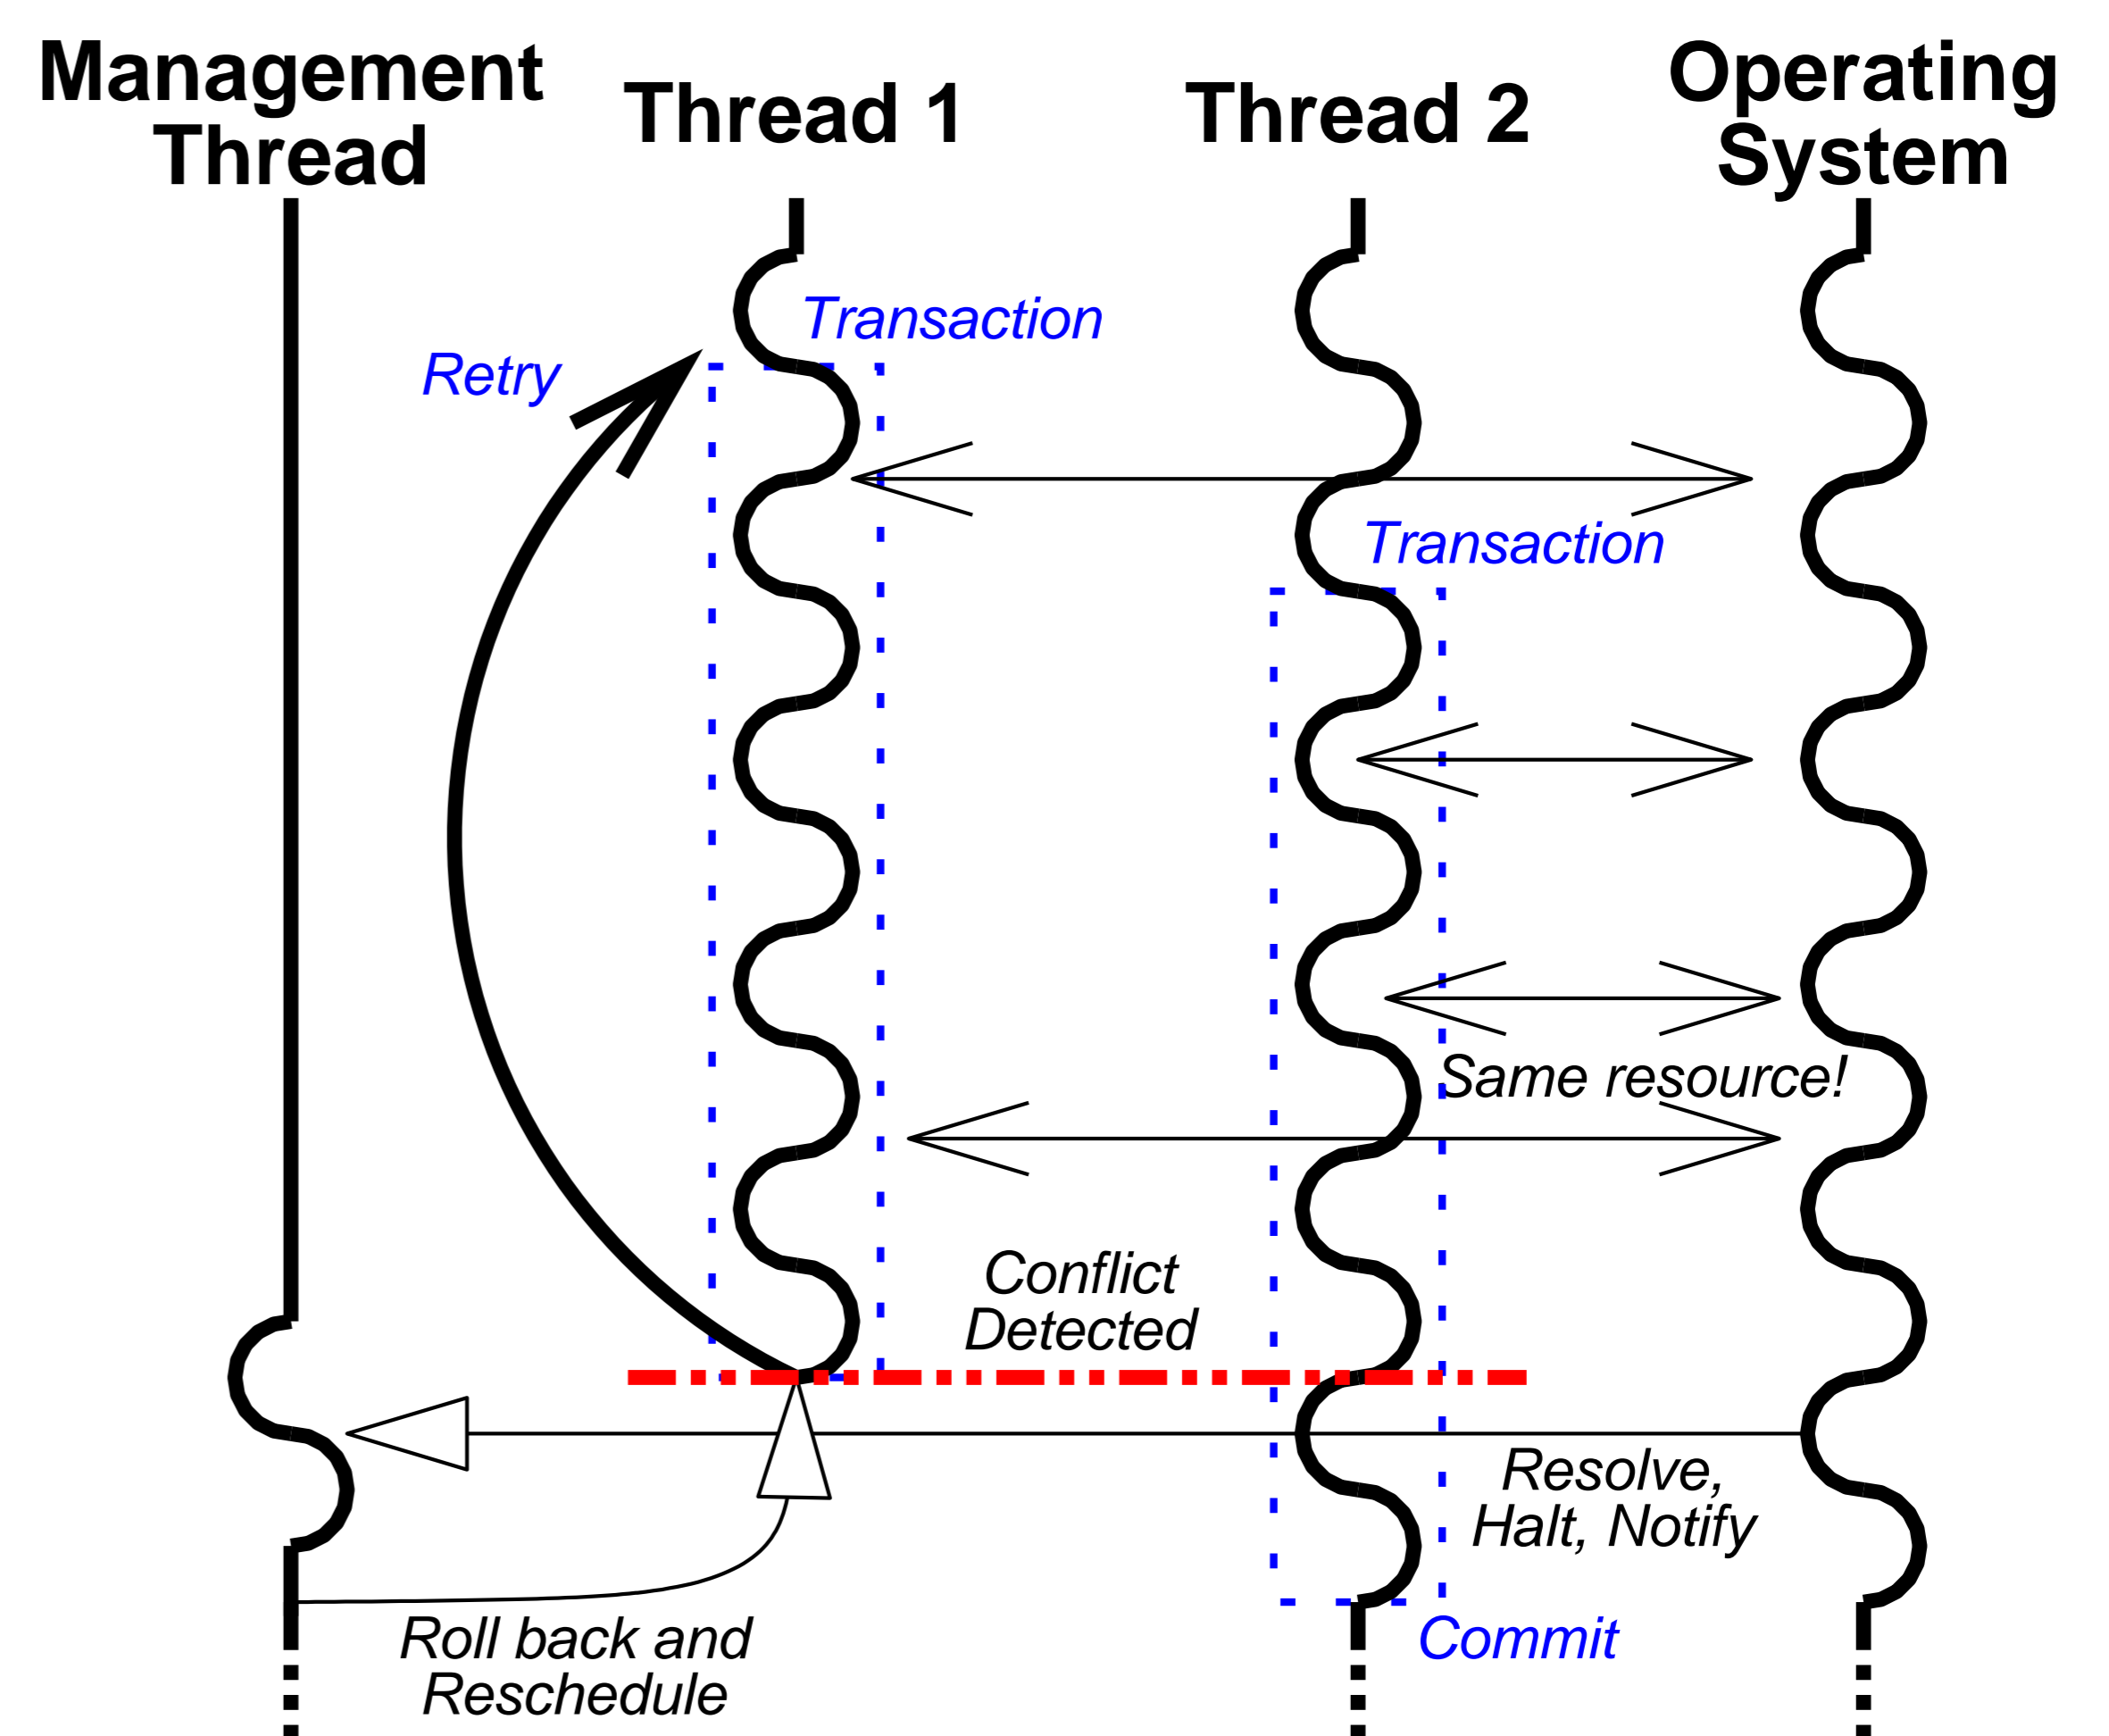 Management
Thread
Thread 1
Thread 2
Operating
System
Transaction
Retry
Transaction
Same resource!
Conflict
Detected
Resolve,
Halt, Notify
Roll back and
Reschedule
Commit